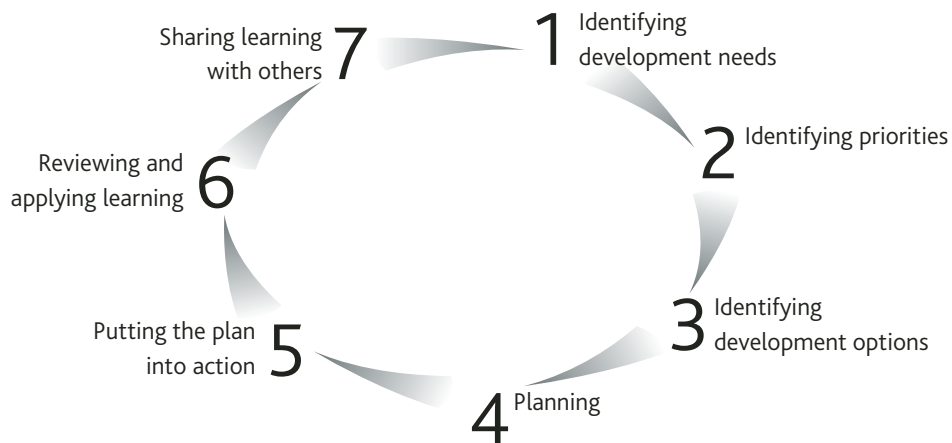 1 Identifying
development needs
2 Identifying priorities
3 Identifying
development options
4 Planning
5 Putting the plan
into action
6 Reviewing and
applying learning
7 Sharing learning
with others